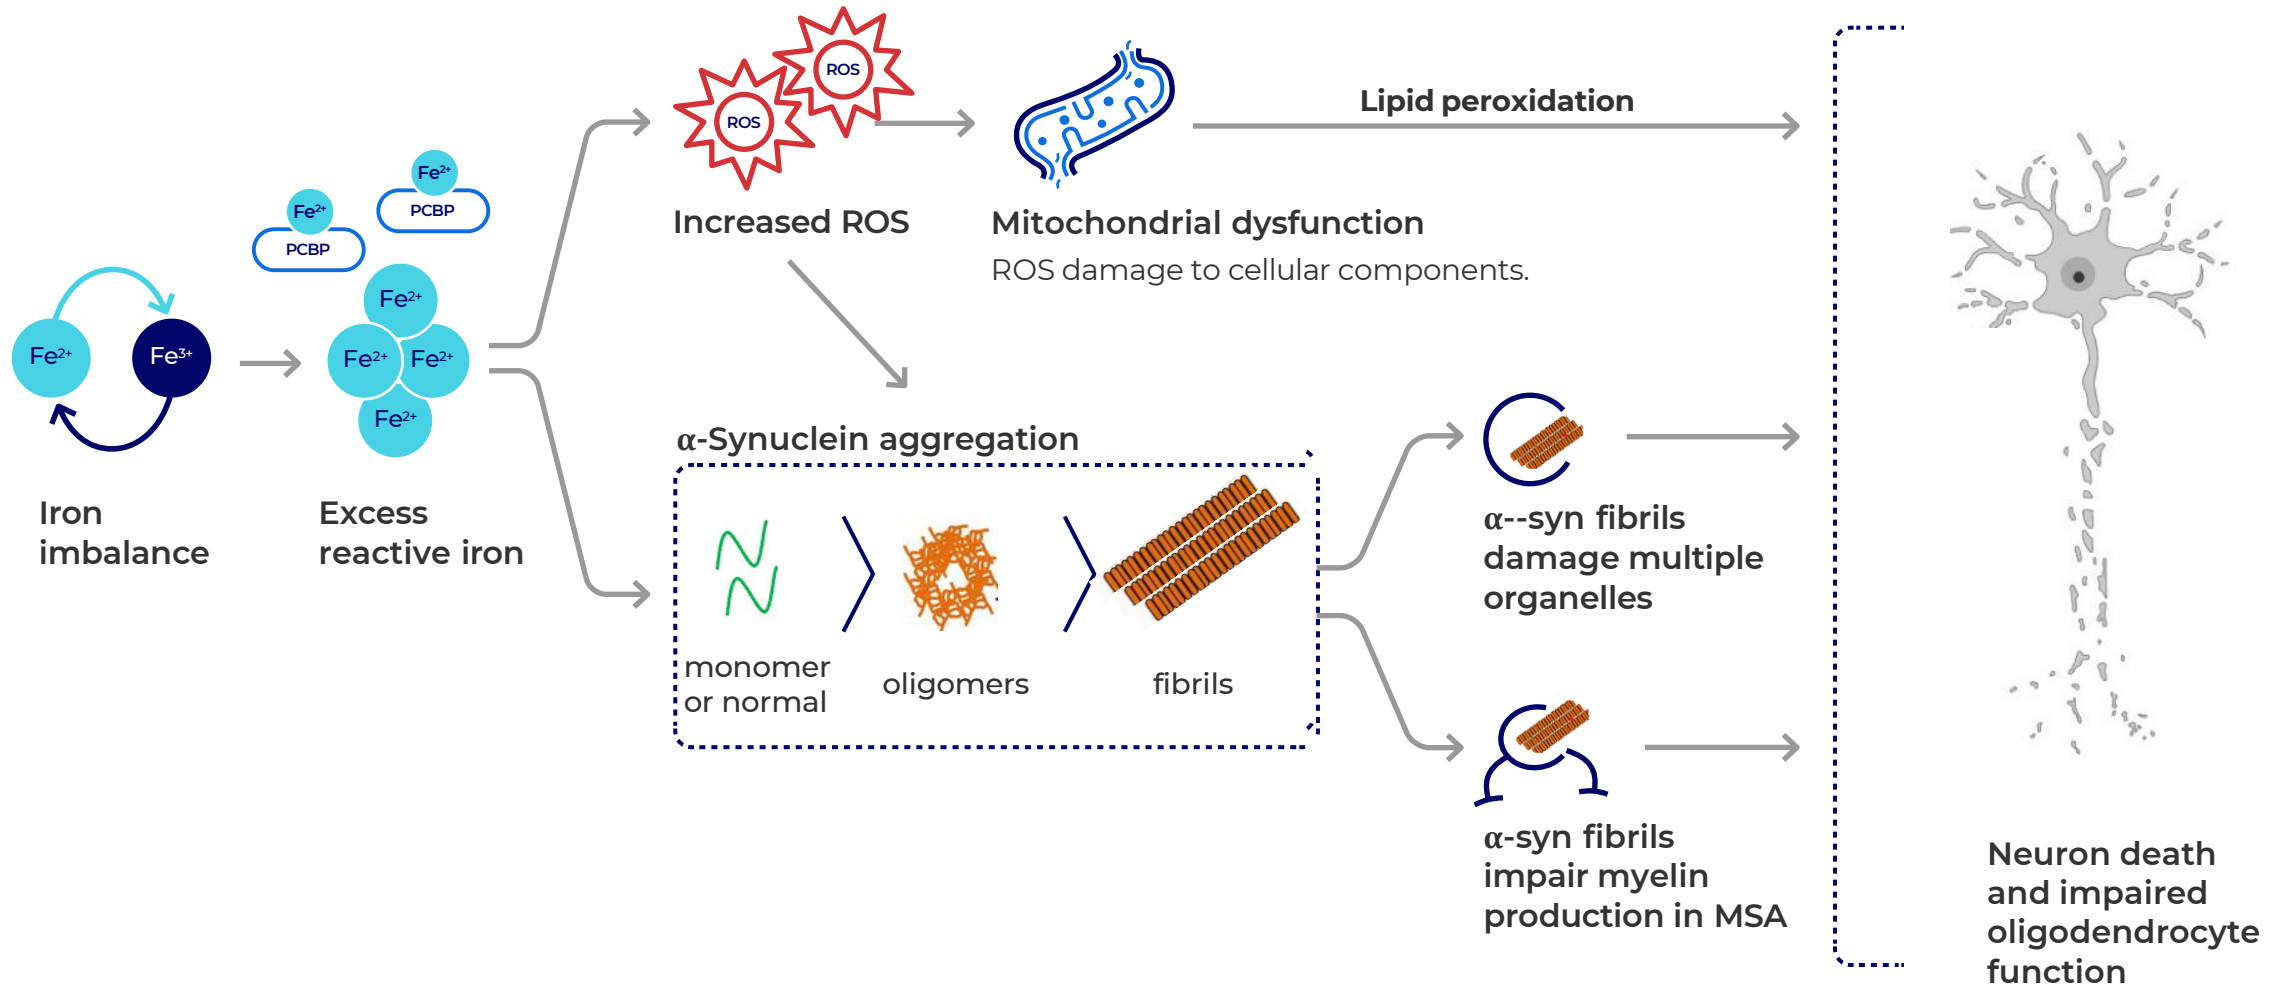 ROS
ROS
Lipid peroxidation
Fe²⁺
PCBP
Fe²⁺
PCBP
Increased ROS
Mitochondrial dysfunction
ROS damage to cellular components.
Fe²⁺
Fe³⁺
Fe²⁺
Fe²⁺
Fe²⁺
Fe²⁺
Iron
imbalance
Excess
reactive iron
α-Synuclein aggregation
monomer
or normal
oligomers
fibrils
α--syn fibrils
damage multiple
organelles
α-syn fibrils
impair myelin
production in MSA
Neuron death
and impaired
oligodendrocyte
function